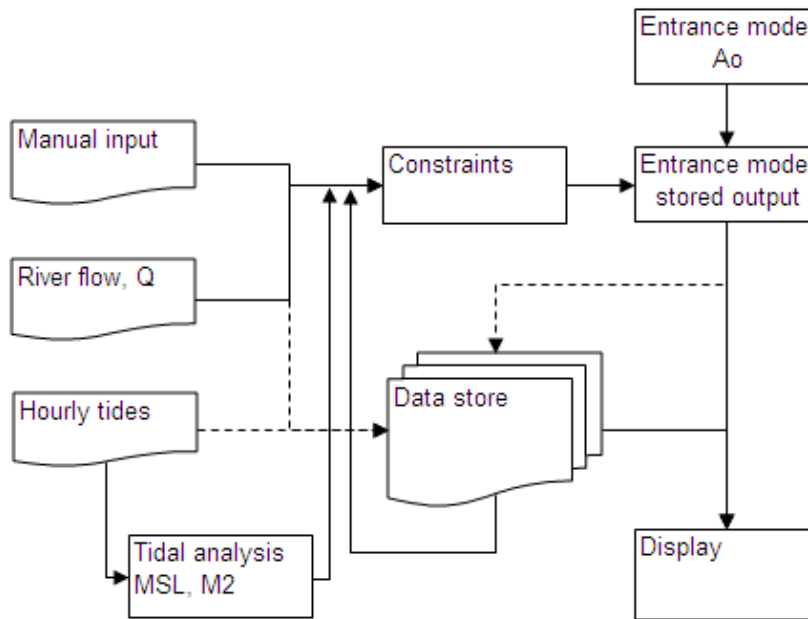 Entrance mode
Ao
Manual input
Constraints
Entrance mode
stored output
River flow, Q
Hourly tides
Data store
Tidal analysis
MSL, M2
Display